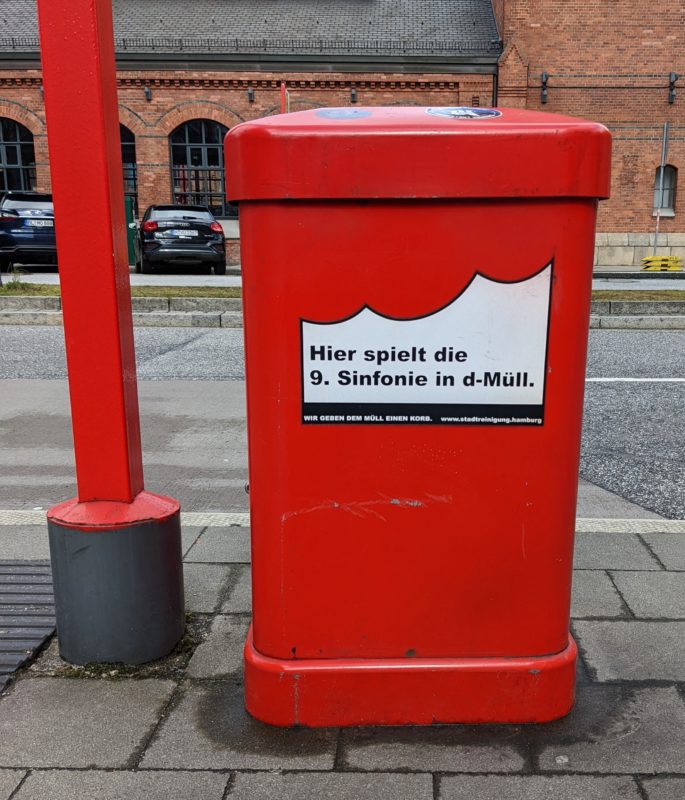 Hier spielt die
9. Sinfonie in d-Müll.
WIR GEBEN DEM MÜLL EINEN KORB. www.stadtreinigung.hamburg